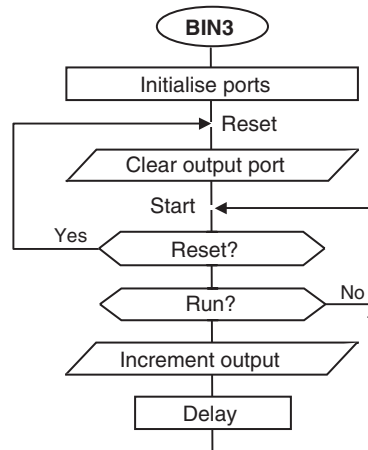 BIN3
Initialise ports
Reset
Clear output port
Start
Yes
Reset?
Run?
No
Increment output
Delay